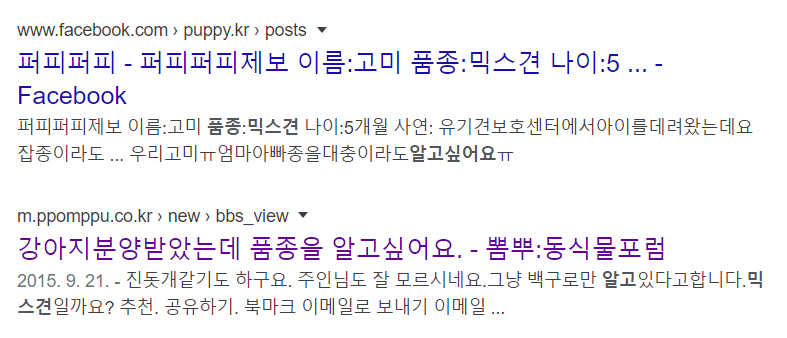 www.facebook.com › puppy.kr › posts
퍼피퍼피 - 퍼피퍼피제보 이름:고미 품종:믹스견 나이:5 ... -
Facebook
퍼피퍼피제보 이름:고미 품종:믹스견 나이:5개월 사연: 유기견보호센터에서아이를데려왔는데요
잡종이라도 ... 우리고미ㅠ엄마아빠종을대충이라도알고싶어요ㅠ
m.ppomppu.co.kr › new › bbs_view
강아지분양받았는데 품종을 알고싶어요. - 뽐뿌:동식물포럼
2015. 9. 21. - 진돗개같기도 하구요. 주인님도 잘 모르시네요.그냥 백구로만 알고있다고합니다.믹
스견일까요? 추천. 공유하기. 북마크 이메일로 보내기 이메일 ...